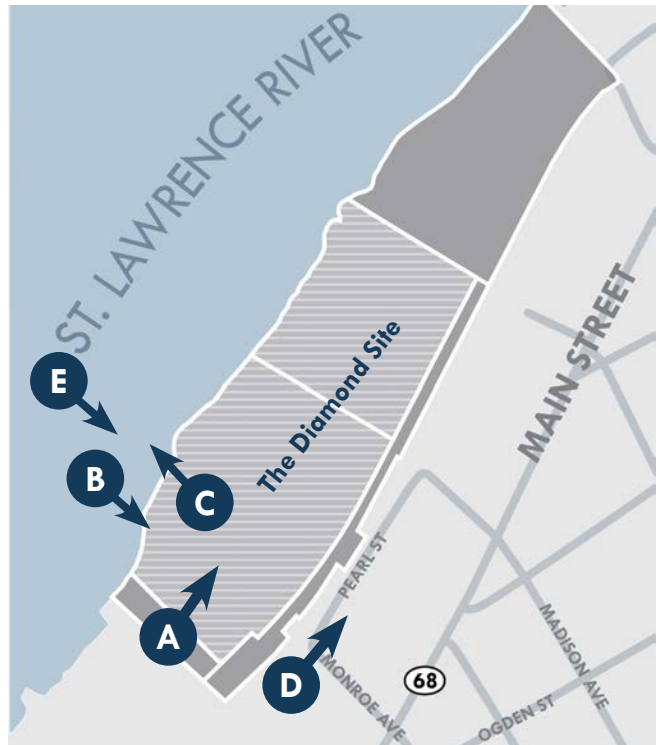 ST. LAWRENCE RIVER
The Diamond Site
MAIN STREET
E
B
C
A
D
PEARL ST
MONROE AVE
68
MADISON AVE
OGDEN ST